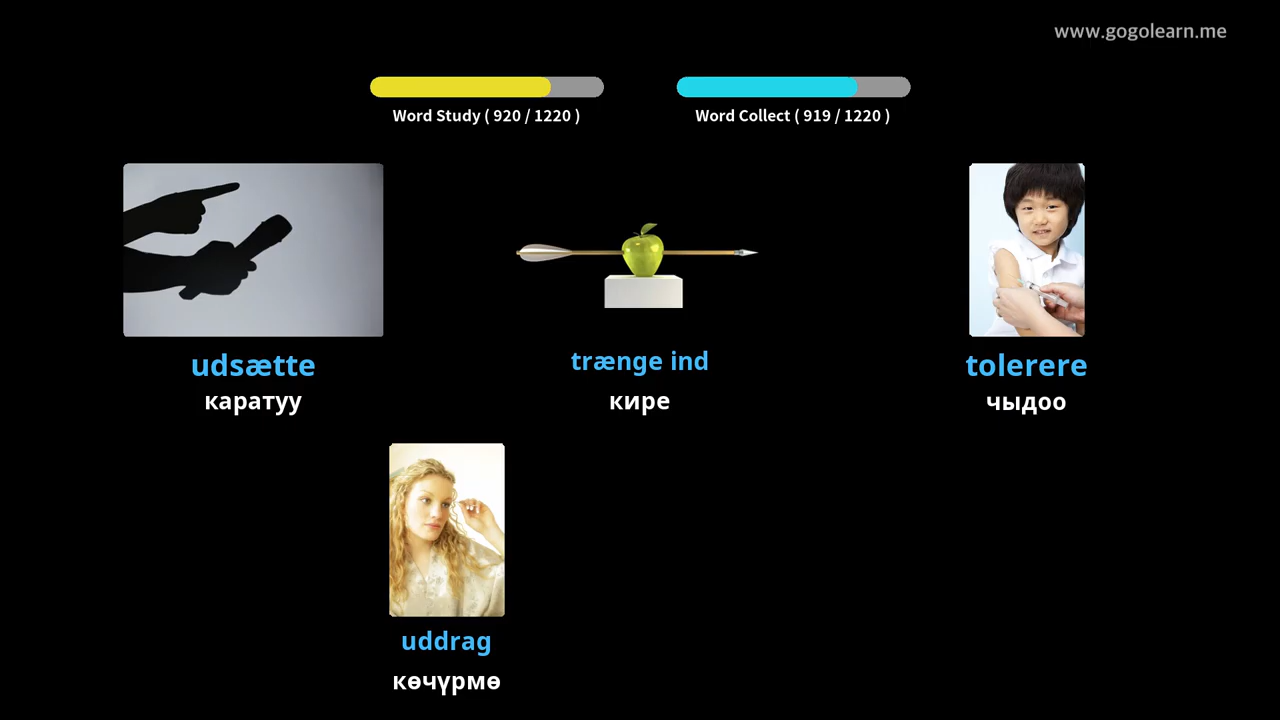 www.gogolearn.me
Word Study ( 920 / 1220 )
Word Collect ( 919 / 1220 )
udsætte
каратуу
trænge ind
кире
tolerere
чыдоо
uddrag
көчүрмө